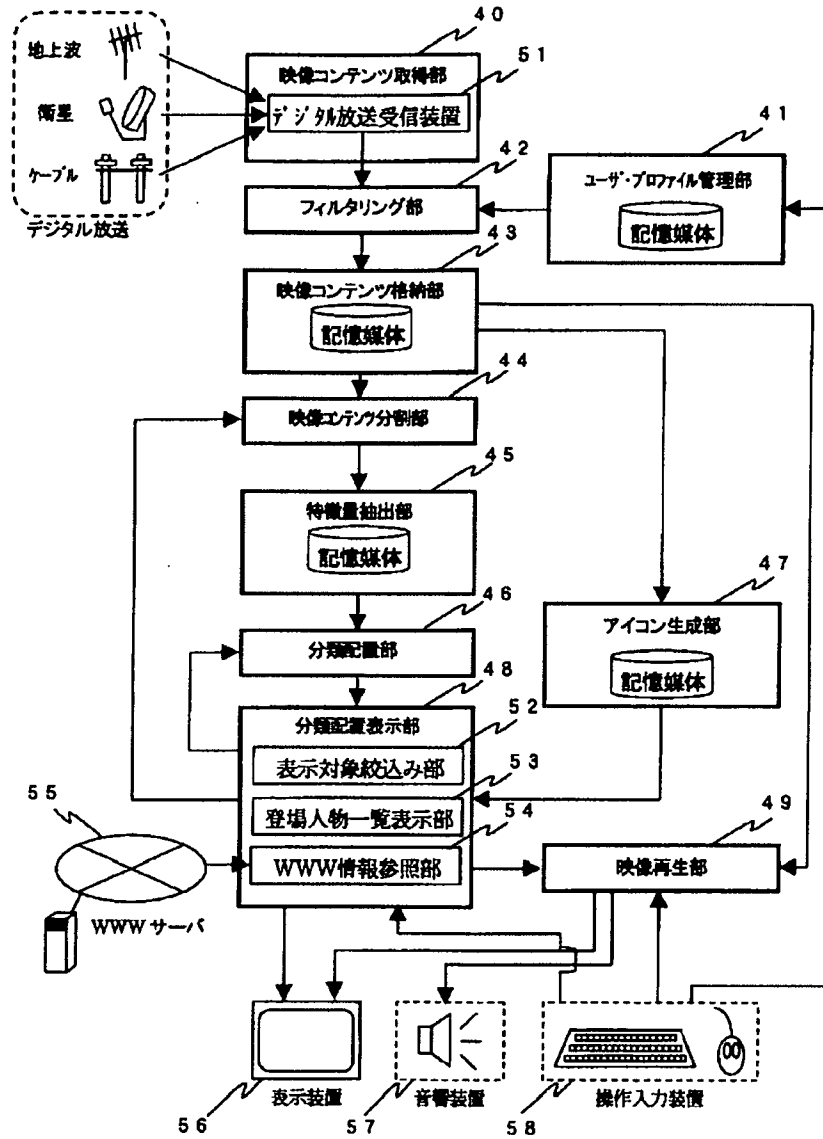 40
地上波
映像コンテンツ取得部
51
デジタル放送受信装置
衛星
41
ケーブル
42
ユーザ・プロファイル管理部
フィルタリング部
デジタル放送
記憶媒体
43
映像コンテンツ格納部
記憶媒体
44
映像コンテンツ分割部
45
特徴量抽出部
記憶媒体
47
46
アイコン生成部
分類配置部
記憶媒体
48
分類配置表示部
52
表示対象絞込み部
53
55
登場人物一覧表示部
54
49
WWW情報参照部
映像再生部
WWWサーバ
表示装置
音響装置
操作入力装置
56
57
58